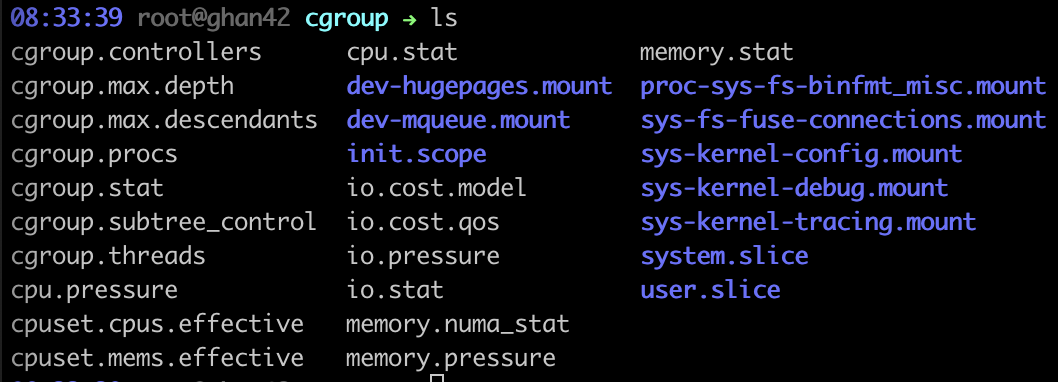 08:33:39 root@ghan42 cgroup → ls
cgroup.controllers cpu.stat memory.stat
cgroup.max.depth dev-hugepages.mount proc-sys-fs-binfmt_misc.mount
cgroup.max.descendants dev-mqueue.mount sys-fs-fuse-connections.mount
cgroup.procs init.scope sys-kernel-config.mount
cgroup.stat io.cost.model sys-kernel-debug.mount
cgroup.subtree_control io.cost.qos sys-kernel-tracing.mount
cgroup.threads io.pressure system.slice
cpu.pressure io.stat user.slice
cpuset.cpus.effective memory.numa_stat
cpuset.mems.effective memory.pressure